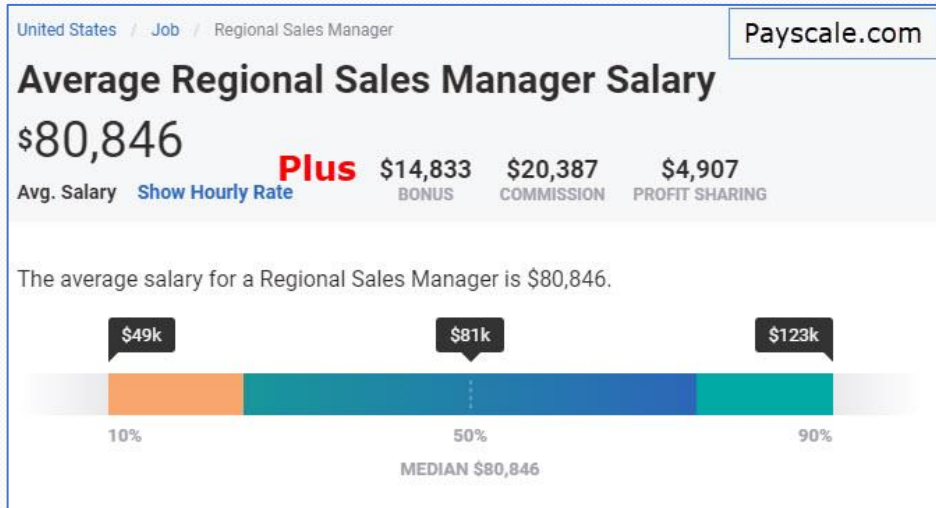 United States / Job / Regional Sales Manager
Payscale.com
Average Regional Sales Manager Salary
$80,846
Plus $14,833 $20,387 $4,907
Avg. Salary Show Hourly Rate BONUS COMMISSION PROFIT SHARING
The average salary for a Regional Sales Manager is $80,846.
$49k $81k $123k
10% 50% 90%
MEDIAN $80,846